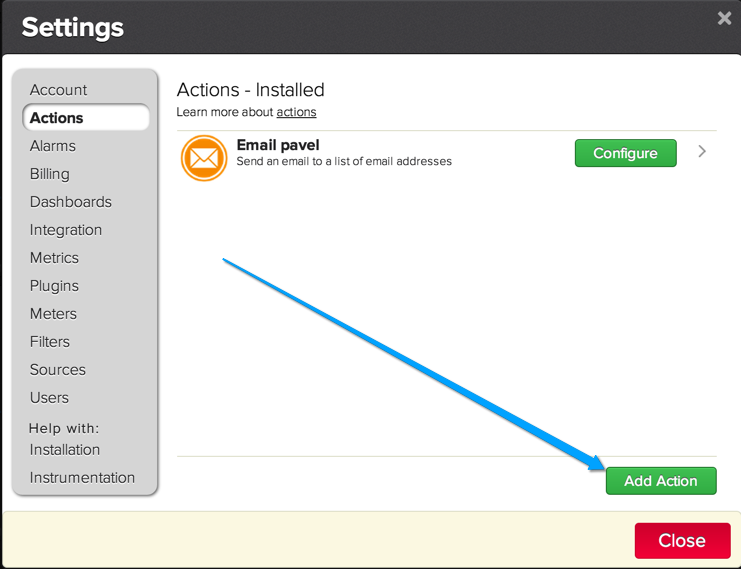 Settings
Account
Actions
Alarms
Billing
Dashboards
Integration
Metrics
Plugins
Meters
Filters
Sources
Users
Help with:
Installation
Instrumentation
Actions - Installed
Learn more about actions
Email pavel
Send an email to a list of email addresses
Configure
Add Action
Close